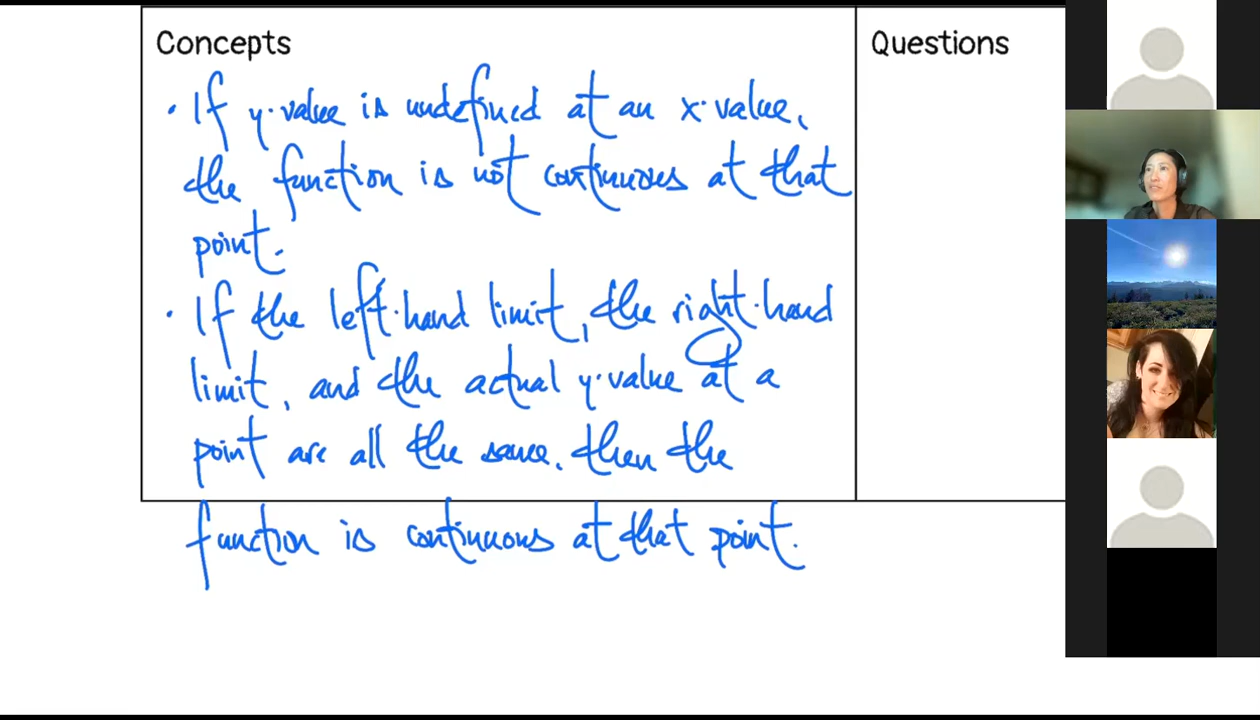 Concepts
Questions
· If y-value is undefined at an x-value,
the function is not continuous at that
point.
· If the left-hand limit, the right-hand
limit, and the actual y-value at a
point are all the same, then the
function is continuous at that point.